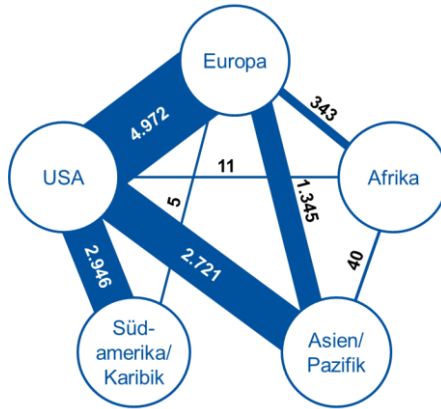 Europa
4.972
343
USA
11
Afrika
5
1.345
2.946
2.721
40
Süd-
amerika/
Karibik
Asien/
Pazifik